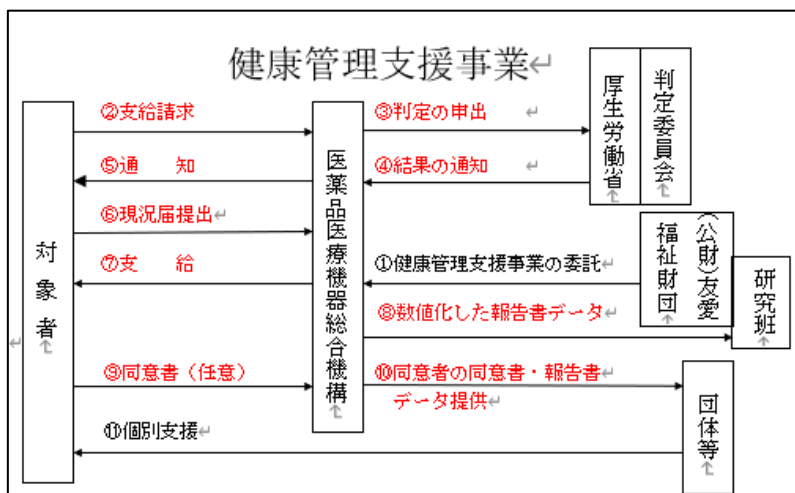 健康管理支援事業
対象者
②支給請求
⑤通　知
⑥現況届提出
⑦支　給
⑨同意書（任意）
⑪個別支援
医薬品医療機器総合機構
③判定の申出
④結果の通知
①健康管理支援事業の委託
⑧数値化した報告書データ
⑩同意者の同意書・報告書
データ提供
厚生労働省
判定委員会
（公財）友愛
福祉財団
研究班
団体等